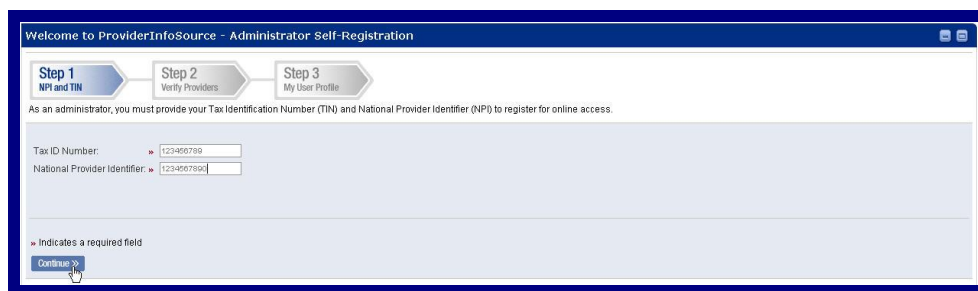 Welcome to ProviderInfoSource - Administrator Self-Registration
Step 1
NPI and TIN
Step 2
Verify Providers
Step 3
My User Profile
As an administrator, you must provide your Tax Identification Number (TIN) and National Provider Identifier (NPI) to register for online access.
Tax ID Number: » 123456789
National Provider Identifier: » 1234567890
» Indicates a required field
Continue »